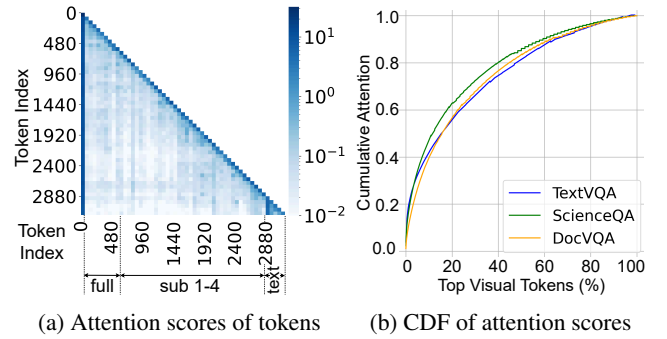 0
480
960
1440
1920
2400
2880
Token Index
0
480
960
1440
1920
2400
2880
Token
Index
full
sub 1-4
text
10^1
10^0
10^-1
10^-2
(a) Attention scores of tokens
1.0
0.8
0.6
0.4
0.2
0.0
Cumulative Attention
TextVQA
ScienceQA
DocVQA
0
20
40
60
80
100
Top Visual Tokens (%)
(b) CDF of attention scores